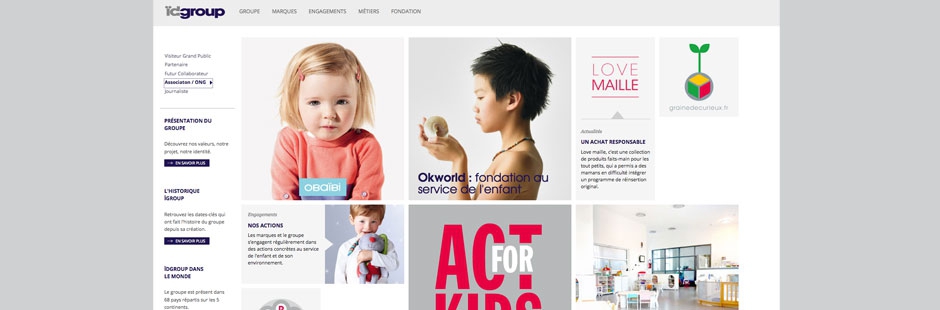 ïdgroup
GROUPE MARQUES ENGAGEMENTS MÉTIERS FONDATION
Visiteur Grand Public
Partenaire
Futur Collaborateur
Association / ONG
Journaliste
PRÉSENTATION DU
GROUPE
Découvrez nos valeurs, notre
projet, notre identité.
EN SAVOIR PLUS
L'HISTORIQUE
ÏGROUP
Retrouvez les dates-clés qui
ont fait l'histoire du groupe
depuis sa création.
EN SAVOIR PLUS
ÏDGROUP DANS
LE MONDE
Le groupe est présent dans
68 pays répartis sur les 5
continents.
OBAÏBI
Okworld : fondation au
service de l'enfant
LOVE
MAILLE
Actualités
UN ACHAT RESPONSABLE
Love maille, c'est une collection
de produits faits-main pour les
tout petits, qui a permis a des
mamans en difficulté intégrer
un programme de réinsertion
original.
grainedecurieux.fr
Engagements
NOS ACTIONS
Les marques et le groupe
s'engagent régulièrement dans
des actions concrètes au service
de l'enfant et de son
environnement.
ACT
FOR
KIDS